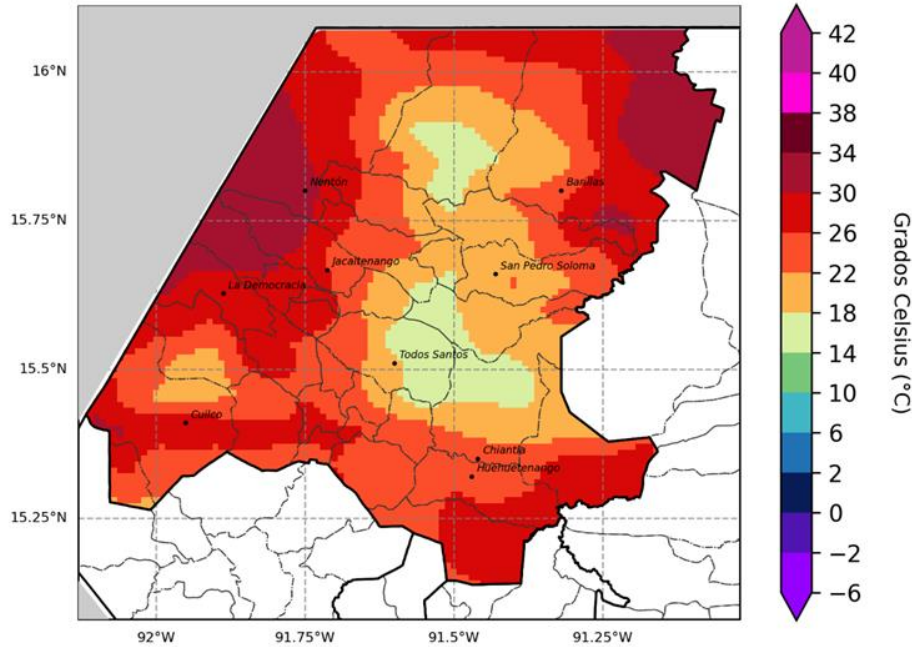 16°N
15.75°N
15.5°N
15.25°N
92°W
91.75°W
91.5°W
91.25°W
Nentón
Barillas
Jacaltenango
San Pedro Soloma
La Democracia
Todos Santos
Cuilco
Chiantla
Huehuetenango
42
40
38
34
30
26
22
18
14
10
6
2
0
−2
−6
Grados Celsius (°C)